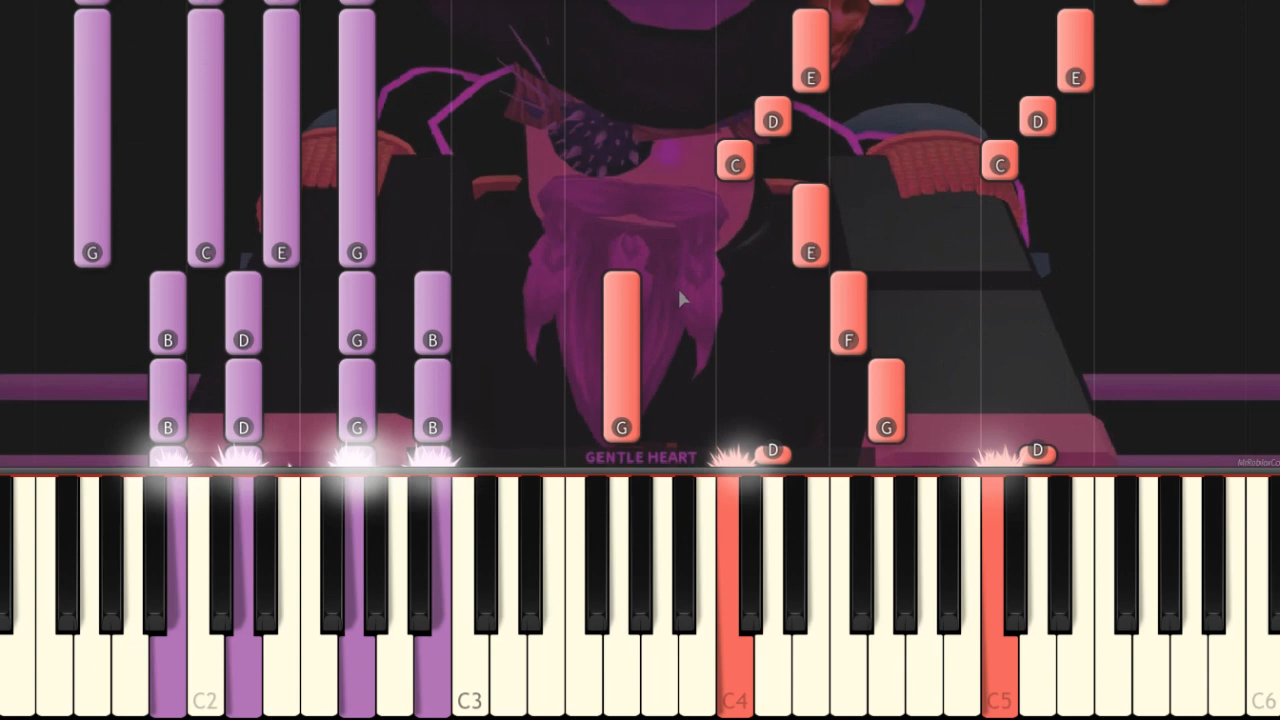 E E
D D
C C
G C E G E
B D G B F
B D G B G G
D D
GENTLE HEART
C2 C3 C4 C5 C6